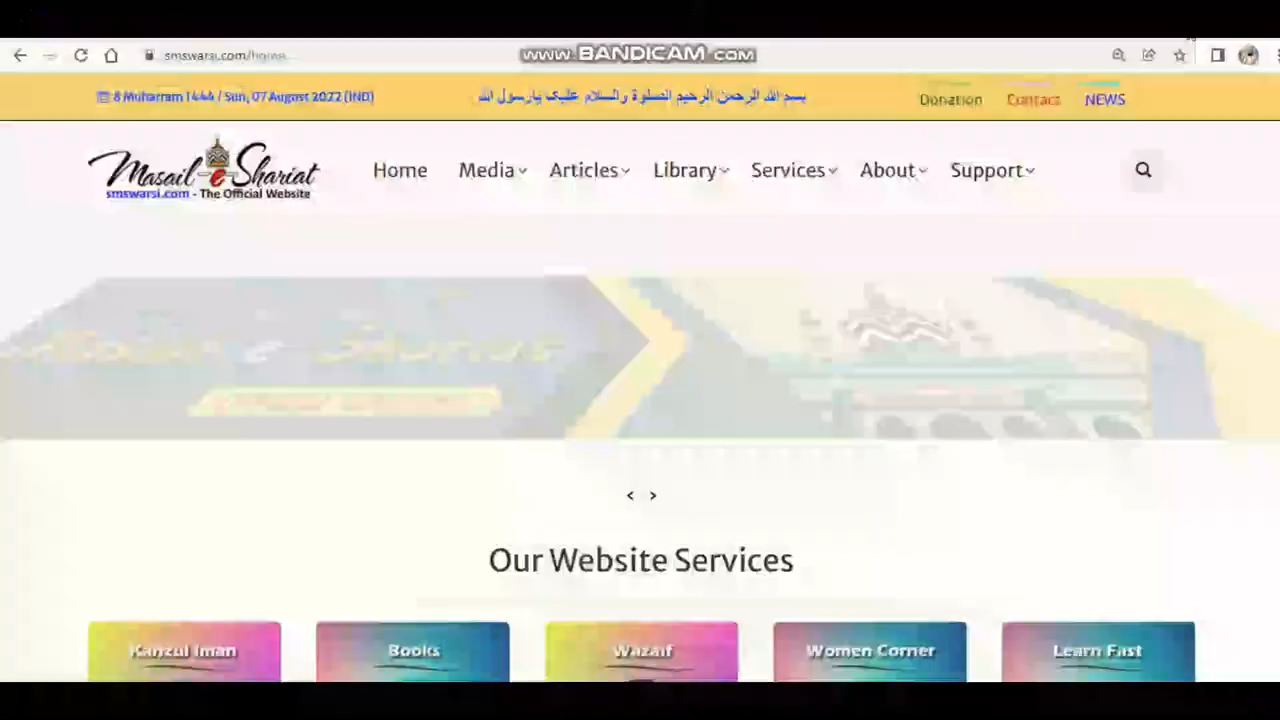 smswarsi.com/home
www.BANDICAM.com
8 Muharram 1444 / Sun, 07 August 2022 (IND)
بسم الله الرحمن الرحيم الصلوة والسلام عليک يارسول الله
Donation
Contact
NEWS
Masail e Shariat
smswarsi.com - The Official Website
Home
Media
Articles
Library
Services
About
Support
< >
Our Website Services
Kanzul Iman
Books
Wazaif
Women Corner
Learn Fast